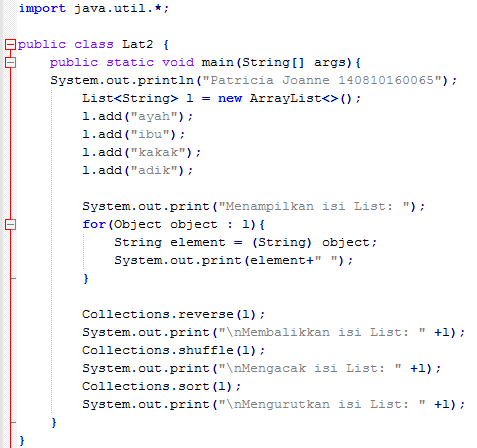 import java.util.*;
public class Lat2 {
    public static void main(String[] args){
    System.out.println("Patricia Joanne 140810160065");
        List<String> l = new ArrayList<>();
        l.add("ayah");
        l.add("ibu");
        l.add("kakak");
        l.add("adik");
        System.out.print("Menampilkan isi List: ");
        for(Object object : l){
            String element = (String) object;
            System.out.print(element+" ");
        }
        Collections.reverse(l);
        System.out.print("\nMembalikkan isi List: " +l);
        Collections.shuffle(l);
        System.out.print("\nMengacak isi List: " +l);
        Collections.sort(l);
        System.out.print("\nMengurutkan isi List: " +l);
    }
}